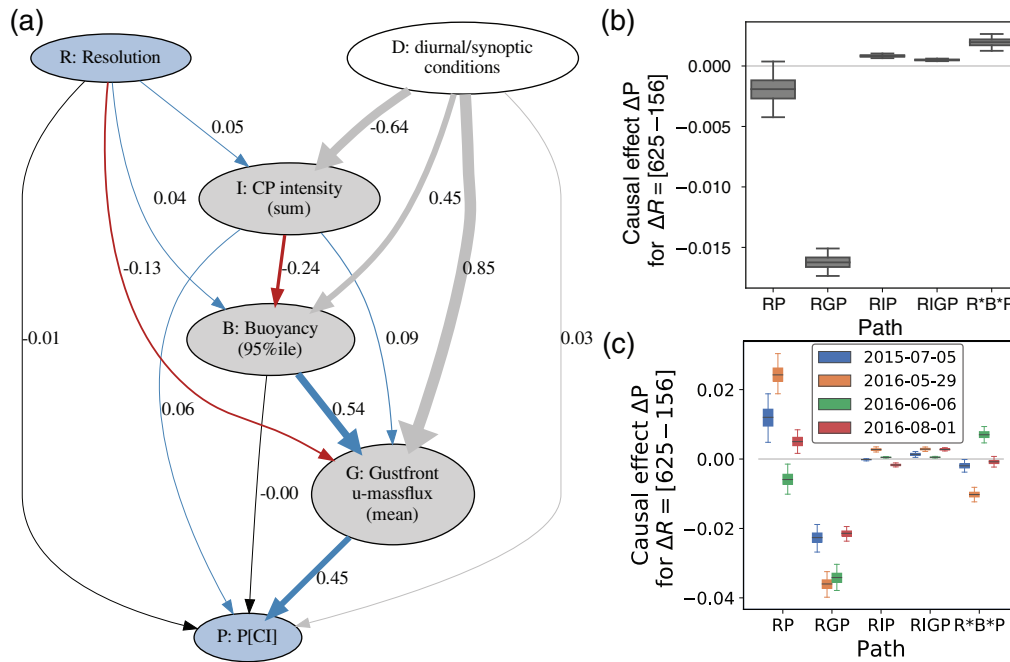 (a)
R: Resolution
D: diurnal/synoptic
conditions
0.05
-0.64
I: CP intensity
(sum)
0.04
0.45
-0.13
-0.24
0.85
B: Buoyancy
(95%ile)
-0.01
0.09
0.03
0.06
0.54
G: Gustfront
u-massflux
(mean)
-0.00
0.45
P: P[CI]
(b)
Causal effect ΔP
for ΔR = [625−156]
0.000
−0.005
−0.010
−0.015
RP RGP RIP RIGP R*B*P
Path
(c)
Causal effect ΔP
for ΔR = [625−156]
0.02
0.00
−0.02
−0.04
2015-07-05
2016-05-29
2016-06-06
2016-08-01
RP RGP RIP RIGP R*B*P
Path